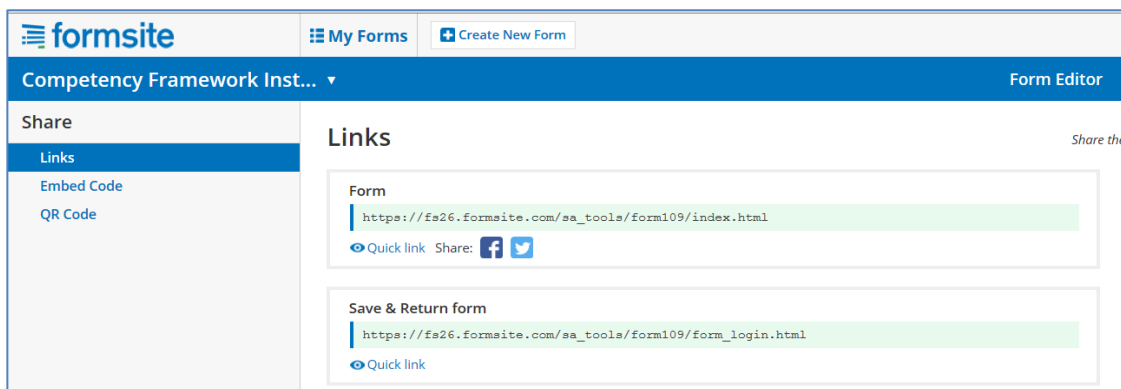 formsite
My Forms
Create New Form
Competency Framework Inst... ▼
Form Editor
Share
Links
Embed Code
QR Code
Links
Share the
Form
https://fs26.formsite.com/sa_tools/form109/index.html
Quick link Share:
Save & Return form
https://fs26.formsite.com/sa_tools/form109/form_login.html
Quick link